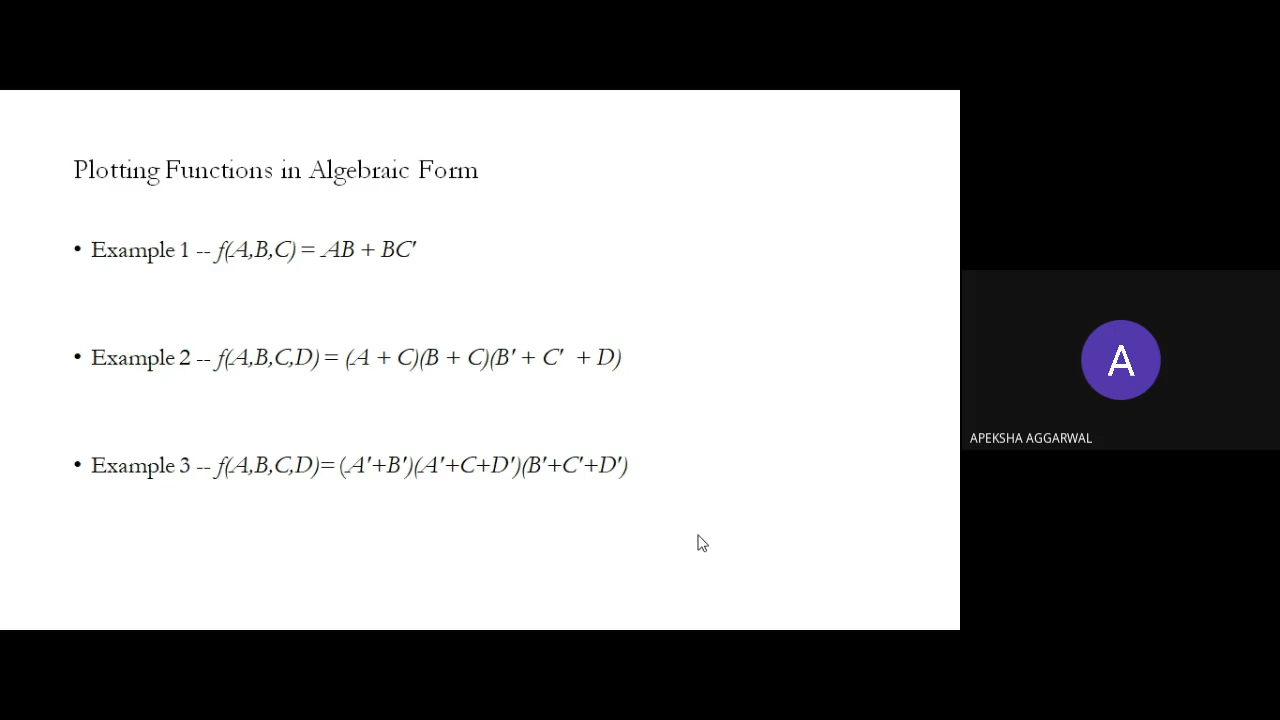 Plotting Functions in Algebraic Form
• Example 1 -- f(A,B,C) = AB + BC′
• Example 2 -- f(A,B,C,D) = (A + C)(B + C)(B′ + C′ + D)
• Example 3 -- f(A,B,C,D)= (A′+B′)(A′+C+D′)(B′+C′+D′)
A
APEKSHA AGGARWAL